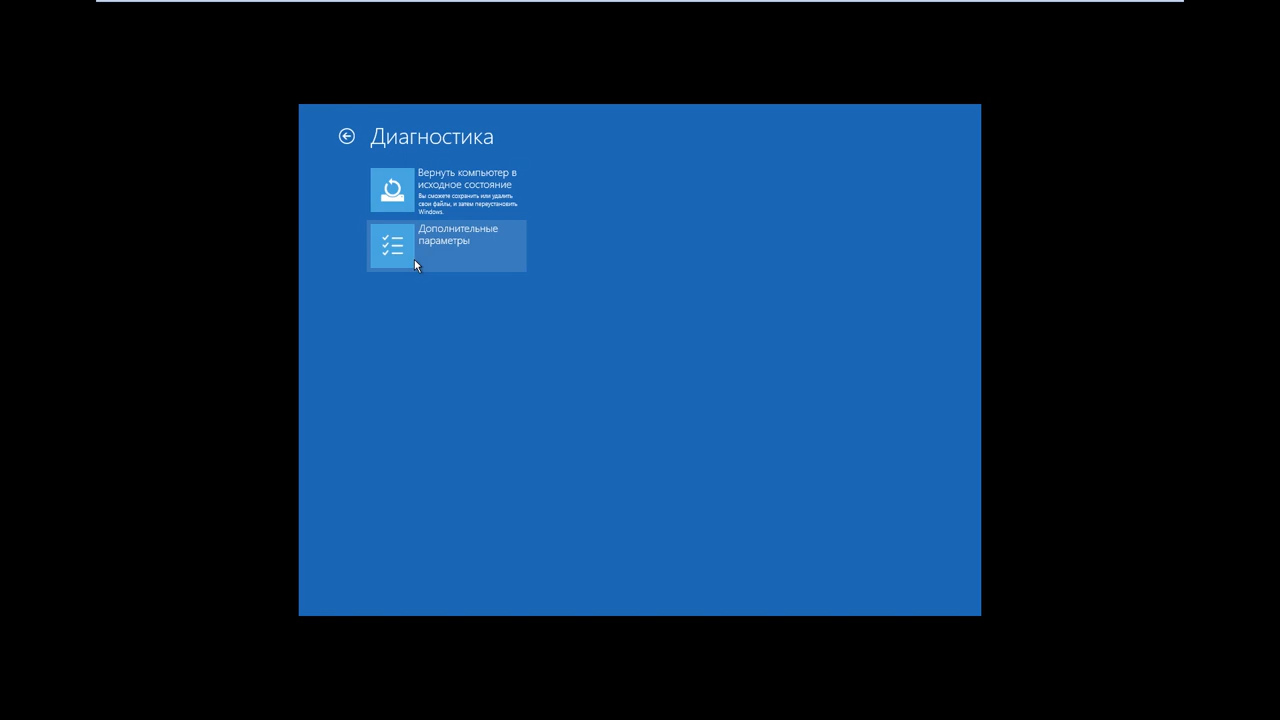 Диагностика
Вернуть компьютер в
исходное состояние
Вы сможете сохранить или удалить
свои файлы, и затем переустановить
Windows.
Дополнительные
параметры